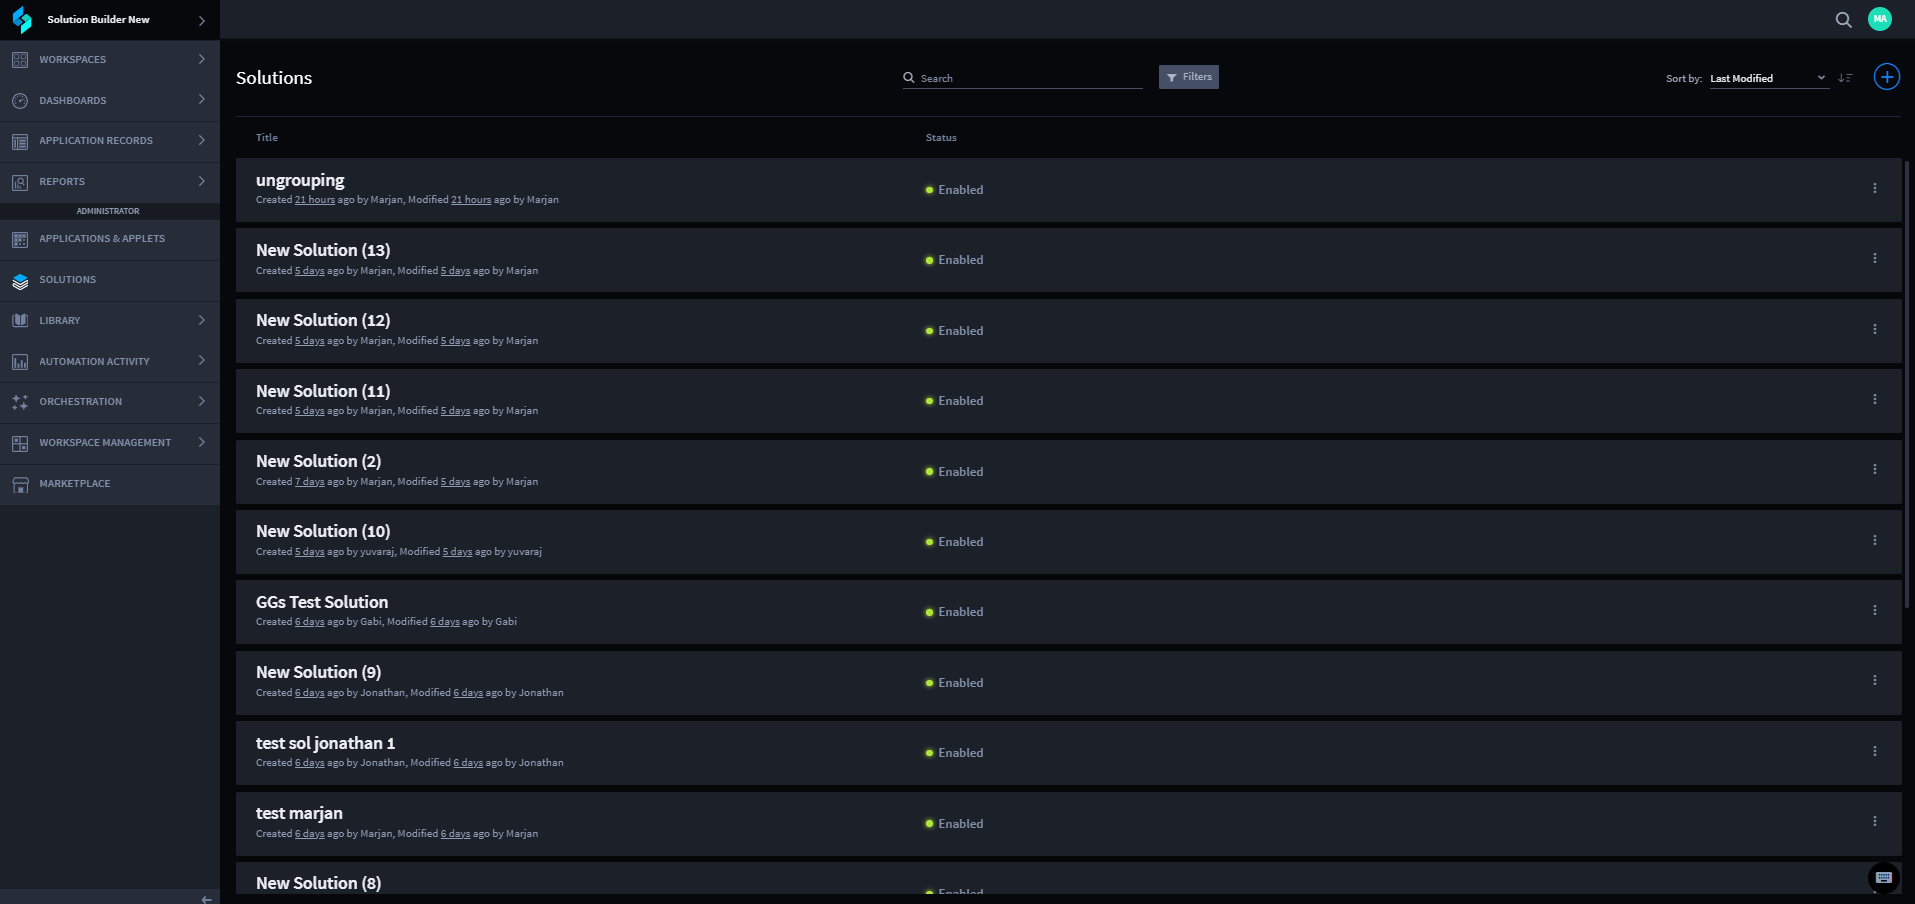 Solution Builder New
MA
WORKSPACES
DASHBOARDS
APPLICATION RECORDS
REPORTS
ADMINISTRATOR
APPLICATIONS & APPLETS
SOLUTIONS
LIBRARY
AUTOMATION ACTIVITY
ORCHESTRATION
WORKSPACE MANAGEMENT
MARKETPLACE
Solutions
Search
Filters
Sort by: Last Modified
Title Status
ungrouping
Created 21 hours ago by Marjan, Modified 21 hours ago by Marjan
Enabled
New Solution (13)
Created 5 days ago by Marjan, Modified 5 days ago by Marjan
Enabled
New Solution (12)
Created 5 days ago by Marjan, Modified 5 days ago by Marjan
Enabled
New Solution (11)
Created 5 days ago by Marjan, Modified 5 days ago by Marjan
Enabled
New Solution (2)
Created 7 days ago by Marjan, Modified 5 days ago by Marjan
Enabled
New Solution (10)
Created 5 days ago by yuvaraj, Modified 5 days ago by yuvaraj
Enabled
GGs Test Solution
Created 6 days ago by Gabi, Modified 6 days ago by Gabi
Enabled
New Solution (9)
Created 6 days ago by Jonathan, Modified 6 days ago by Jonathan
Enabled
test sol jonathan 1
Created 6 days ago by Jonathan, Modified 6 days ago by Jonathan
Enabled
test marjan
Created 6 days ago by Marjan, Modified 6 days ago by Marjan
Enabled
New Solution (8)
Enabled